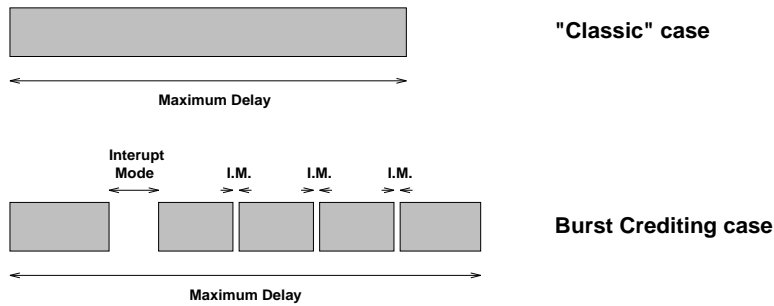 "Classic" case
Maximum Delay
Interupt
Mode
I.M.
I.M.
I.M.
Burst Crediting case
Maximum Delay